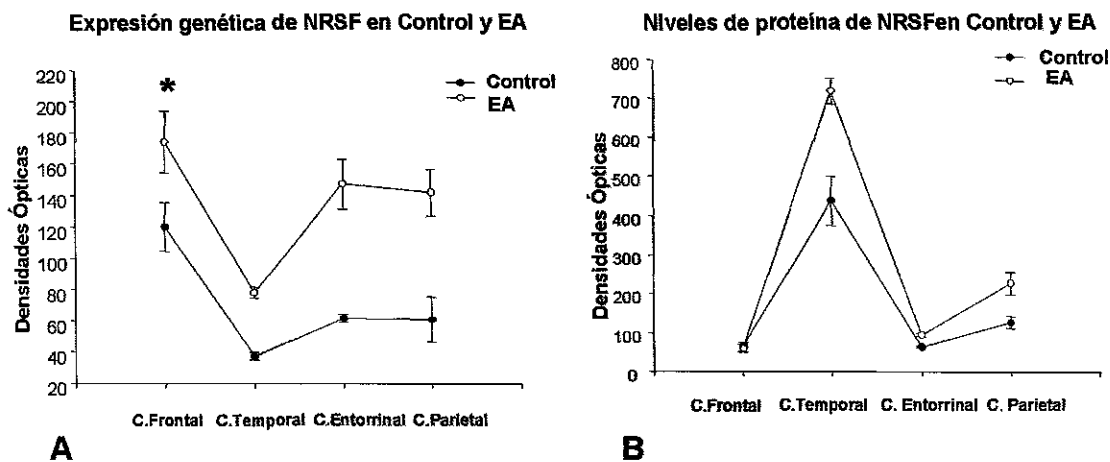 Expresión genética de NRSF en Control y EA
Densidades Ópticas
220
200
180
160
140
120
100
80
60
40
20
*
Control
EA
C.Frontal C.Temporal C.Entorrinal C.Parietal
A
Niveles de proteína de NRSFen Control y EA
Densidades Ópticas
800
700
600
500
400
300
200
100
0
Control
EA
C.Frontal C.Temporal C. Entorrinal C. Parietal
B